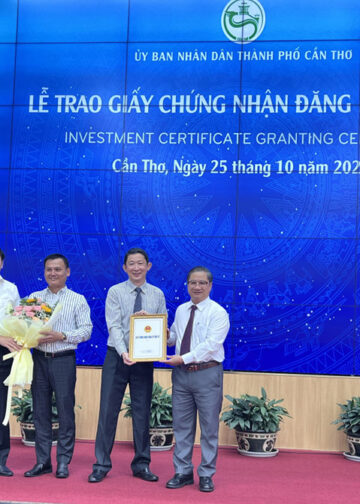 ỦY BAN NHÂN DÂN THÀNH PHỐ CẦN THƠ
LỄ TRAO GIẤY CHỨNG NHẬN ĐĂNG
INVESTMENT CERTIFICATE GRANTING CE
Cần Thơ, Ngày 25 tháng 10 năm 202